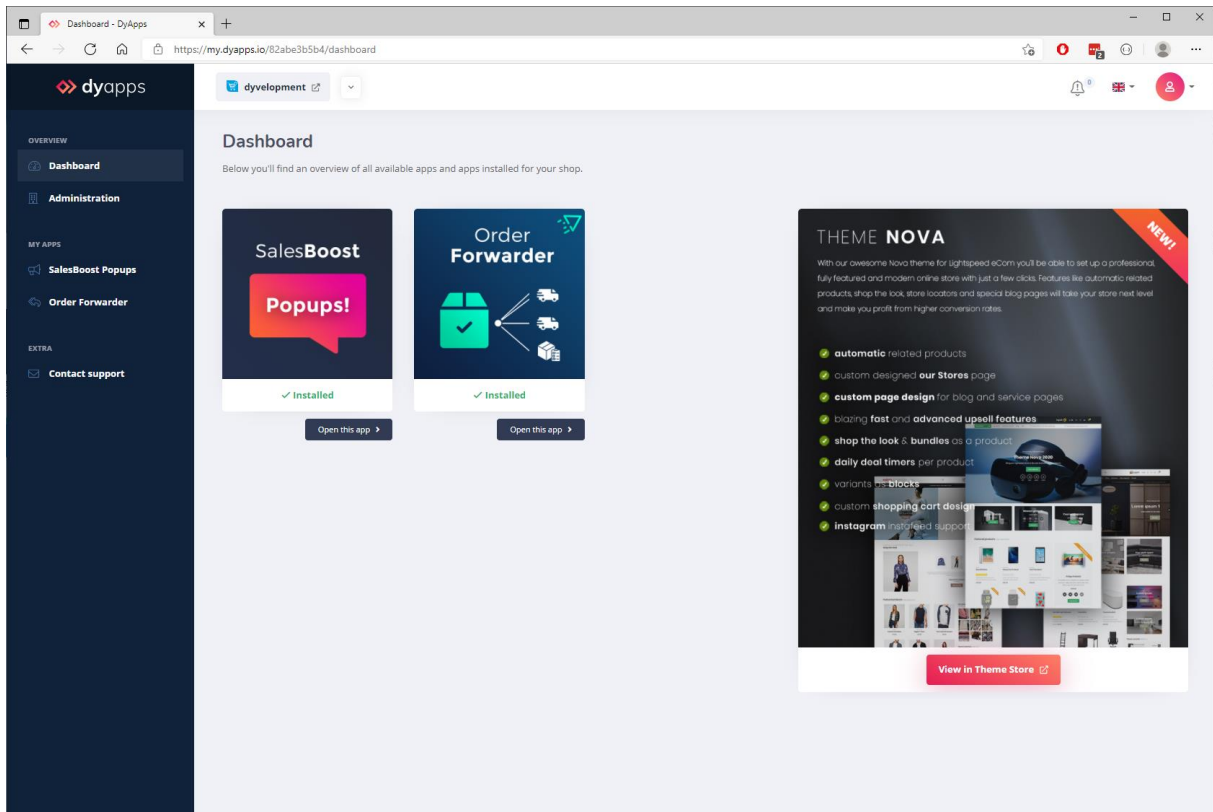 Dashboard - DyApps
https://my.dyapps.io/82abe3b5b4/dashboard
2
dyapps
dyvelopment
0
OVERVIEW
Dashboard
Administration
MY APPS
SalesBoost Popups
Order Forwarder
EXTRA
Contact support
Dashboard
Below you'll find an overview of all available apps and apps installed for your shop.
SalesBoost
Popups!
Installed
Open this app
Order
Forwarder
Installed
Open this app
NEW!
THEME NOVA
With our awesome Nova theme for Lightspeed eCom you'll be able to set up a professional,
fully featured and modern online store with just a few clicks. Features like automatic related
products, shop the look, store locators and special blog pages will take your store next level
and make you profit from higher conversion rates.
automatic related products
custom designed our Stores page
custom page design for blog and service pages
blazing fast and advanced upsell features
shop the look & bundles as a product
daily deal timers per product
variants as blocks
custom shopping cart design
instagram instafeed support
View in Theme Store